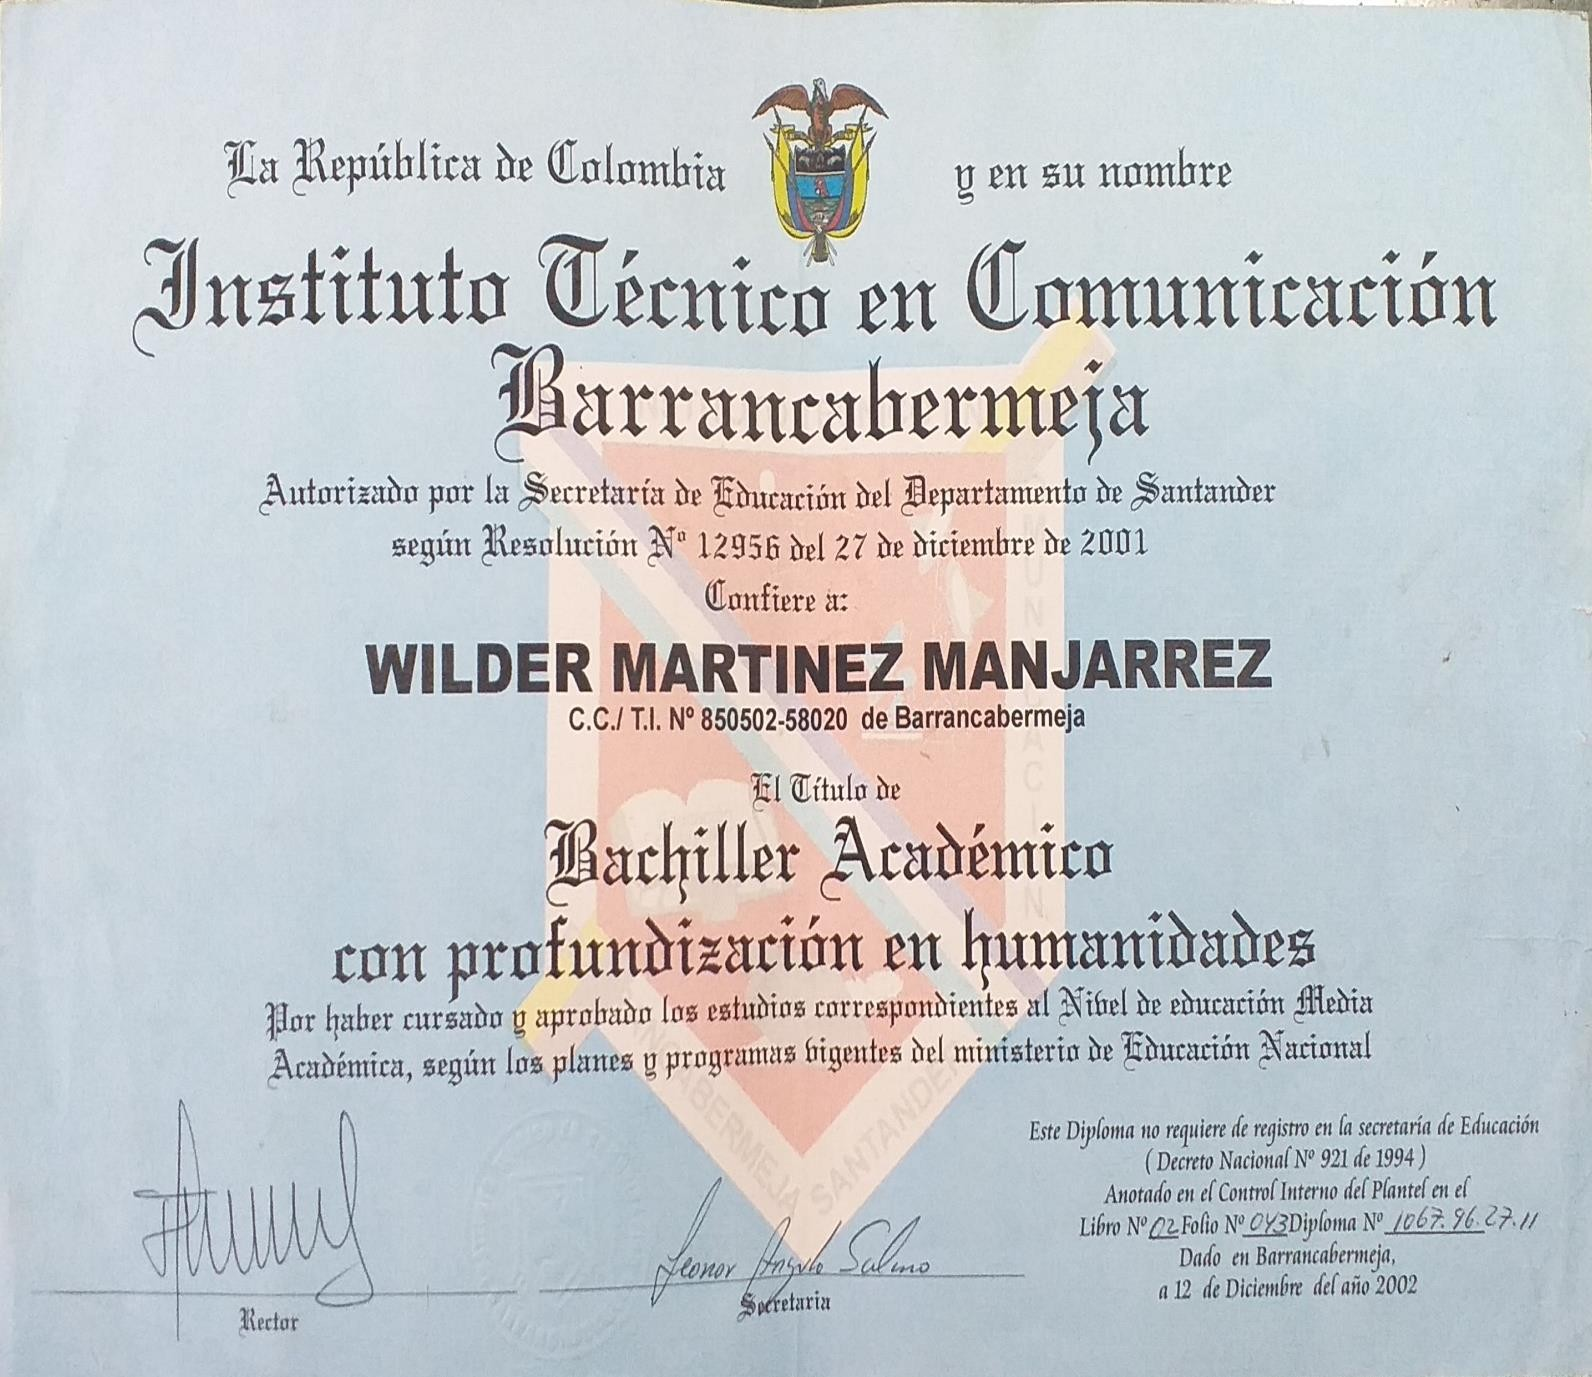 La República de Colombia y en su nombre
Instituto Técnico en Comunicación
Barrancabermeja
Autorizado por la Secretaría de Educación del Departamento de Santander
según Resolución Nº 12956 del 27 de diciembre de 2001
Confiere a:
WILDER MARTINEZ MANJARREZ
C.C./ T.I. Nº 850502-58020 de Barrancabermeja
El Título de
Bachiller Académico
con profundización en humanidades
Por haber cursado y aprobado los estudios correspondientes al Nivel de educación Media
Académica, según los planes y programas vigentes del ministerio de Educación Nacional
Este Diploma no requiere de registro en la secretaría de Educación
( Decreto Nacional Nº 921 de 1994 )
Anotado en el Control Interno del Plantel en el
Libro Nº 02 Folio Nº 043 Diploma Nº 1067.96.27.11
Dado en Barrancabermeja,
a 12 de Diciembre del año 2002
Leonor Angulo Salino
Rector
Secretaria
BERMEJA SANTANDE